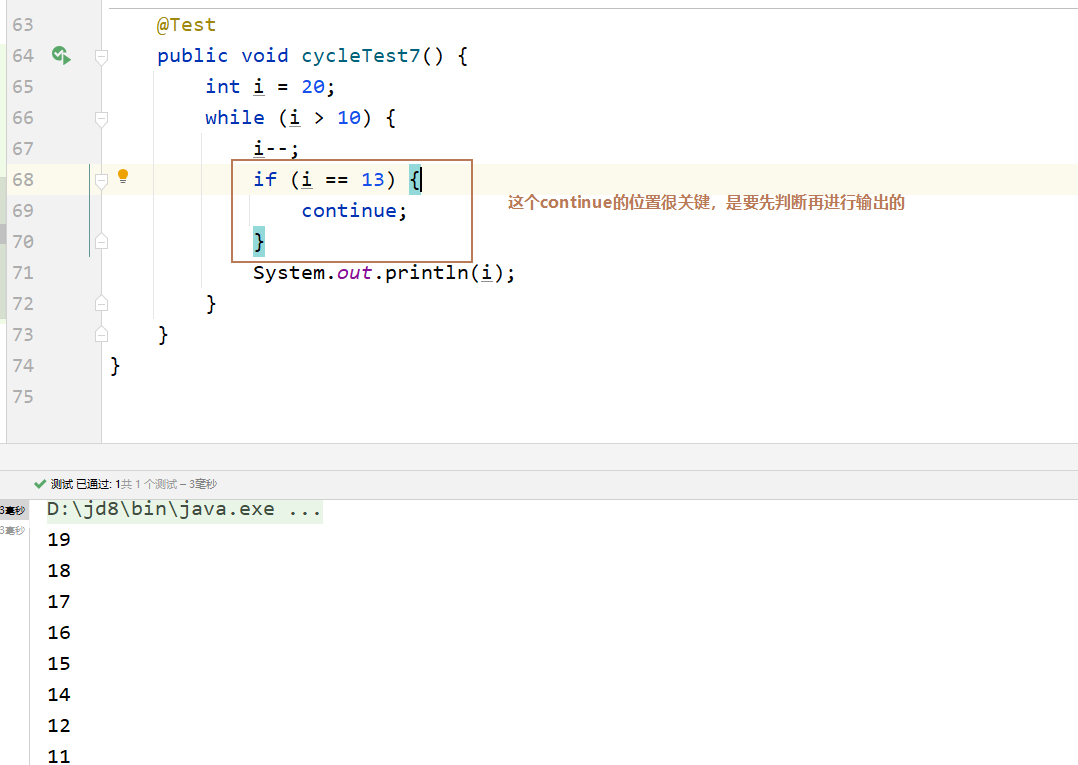 63 @Test
64 public void cycleTest7() {
65 int i = 20;
66 while (i > 10) {
67 i--;
68 if (i == 13) {
69 continue;
这个continue的位置很关键，是要先判断再进行输出的
70 }
71 System.out.println(i);
72 }
73 }
74 }
75
测试 已通过: 1共 1 个测试 – 3毫秒
3毫秒 D:\jd8\bin\java.exe ...
3毫秒
19
18
17
16
15
14
12
11